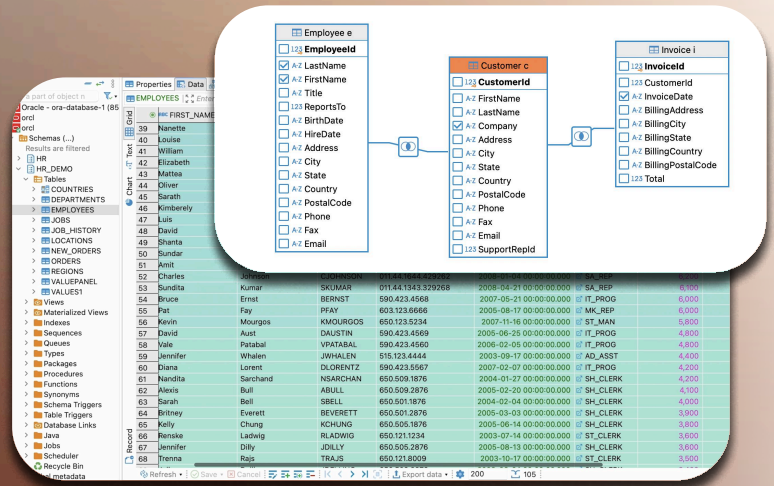 Employee e
123 EmployeeId
A-Z LastName
A-Z FirstName
A-Z Title
123 ReportsTo
A-Z BirthDate
A-Z HireDate
A-Z Address
A-Z City
A-Z State
A-Z Country
A-Z PostalCode
A-Z Phone
A-Z Fax
A-Z Email
Customer c
123 CustomerId
A-Z FirstName
A-Z LastName
A-Z Company
A-Z Address
A-Z City
A-Z State
A-Z Country
A-Z PostalCode
A-Z Phone
A-Z Fax
A-Z Email
123 SupportRepId
Invoice i
123 InvoiceId
123 CustomerId
A-Z InvoiceDate
A-Z BillingAddress
A-Z BillingCity
A-Z BillingState
A-Z BillingCountry
A-Z BillingPostalCode
123 Total
a part of object n
Oracle - ora-database-1 (85
orcl
orcl
Schemas (...)
Results are filtered
HR
HR_DEMO
Tables
COUNTRIES
DEPARTMENTS
EMPLOYEES
JOBS
JOB_HISTORY
LOCATIONS
NEW_ORDERS
ORDERS
REGIONS
VALUEPANEL
VALUES1
Views
Materialized Views
Indexes
Sequences
Queues
Types
Packages
Procedures
Functions
Synonyms
Schema Triggers
Table Triggers
Database Links
Java
Jobs
Scheduler
Recycle Bin
metadata
Properties Data
EMPLOYEES Enter
Grid
Text
Chart
Record
ABC FIRST_NAME
39 Nanette
40 Louise
41 William
42 Elizabeth
43 Mattea
44 Oliver
45 Sarath
46 Kimberely
47 Luis
48 David
49 Shanta
50 Sundar
51 Amit
52 Charles Johnson CJOHNSON 011.44.1644.429262 2008-01-04 00:00:00.000 SA_REP 6,200
53 Sundita Kumar SKUMAR 011.44.1343.329268 2008-04-21 00:00:00.000 SA_REP 6,100
54 Bruce Ernst BERNST 590.423.4568 2007-05-21 00:00:00.000 IT_PROG 6,000
55 Pat Fay PFAY 603.123.6666 2005-08-17 00:00:00.000 MK_REP 6,000
56 Kevin Mourgos KMOURGOS 650.123.5234 2007-11-16 00:00:00.000 ST_MAN 5,800
57 David Aust DAUSTIN 590.423.4569 2005-06-25 00:00:00.000 IT_PROG 4,800
58 Vale Patabal VPATABAL 590.423.4560 2006-02-05 00:00:00.000 IT_PROG 4,800
59 Jennifer Whalen JWHALEN 515.123.4444 2003-09-17 00:00:00.000 AD_ASST 4,400
60 Diana Lorent DLORENTZ 590.423.5567 2007-02-07 00:00:00.000 IT_PROG 4,200
61 Nandita Sarchand NSARCHAN 650.509.1876 2004-01-27 00:00:00.000 SH_CLERK 4,200
62 Alexis Bull ABULL 650.509.2876 2005-02-20 00:00:00.000 SH_CLERK 4,100
63 Sarah Bell SBELL 650.501.1876 2004-02-04 00:00:00.000 SH_CLERK 4,000
64 Britney Everett BEVERETT 650.501.2876 2005-03-03 00:00:00.000 SH_CLERK 3,900
65 Kelly Chung KCHUNG 650.505.1876 2005-06-14 00:00:00.000 SH_CLERK 3,800
66 Renske Ladwig RLADWIG 650.121.1234 2003-07-14 00:00:00.000 ST_CLERK 3,600
67 Jennifer Dilly JDILLY 650.505.2876 2005-08-13 00:00:00.000 SH_CLERK 3,600
68 Trenna Rajs TRAJS 650.121.8009 2003-10-17 00:00:00.000 ST_CLERK 3,500
Refresh Save Cancel Export data 200 105